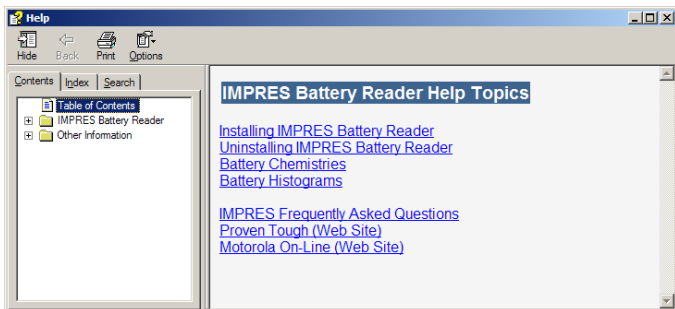 Help
Hide Back Print Options
Contents Index Search
Table of Contents
IMPRES Battery Reader
Other Information
IMPRES Battery Reader Help Topics
Installing IMPRES Battery Reader
Uninstalling IMPRES Battery Reader
Battery Chemistries
Battery Histograms
IMPRES Frequently Asked Questions
Proven Tough (Web Site)
Motorola On-Line (Web Site)